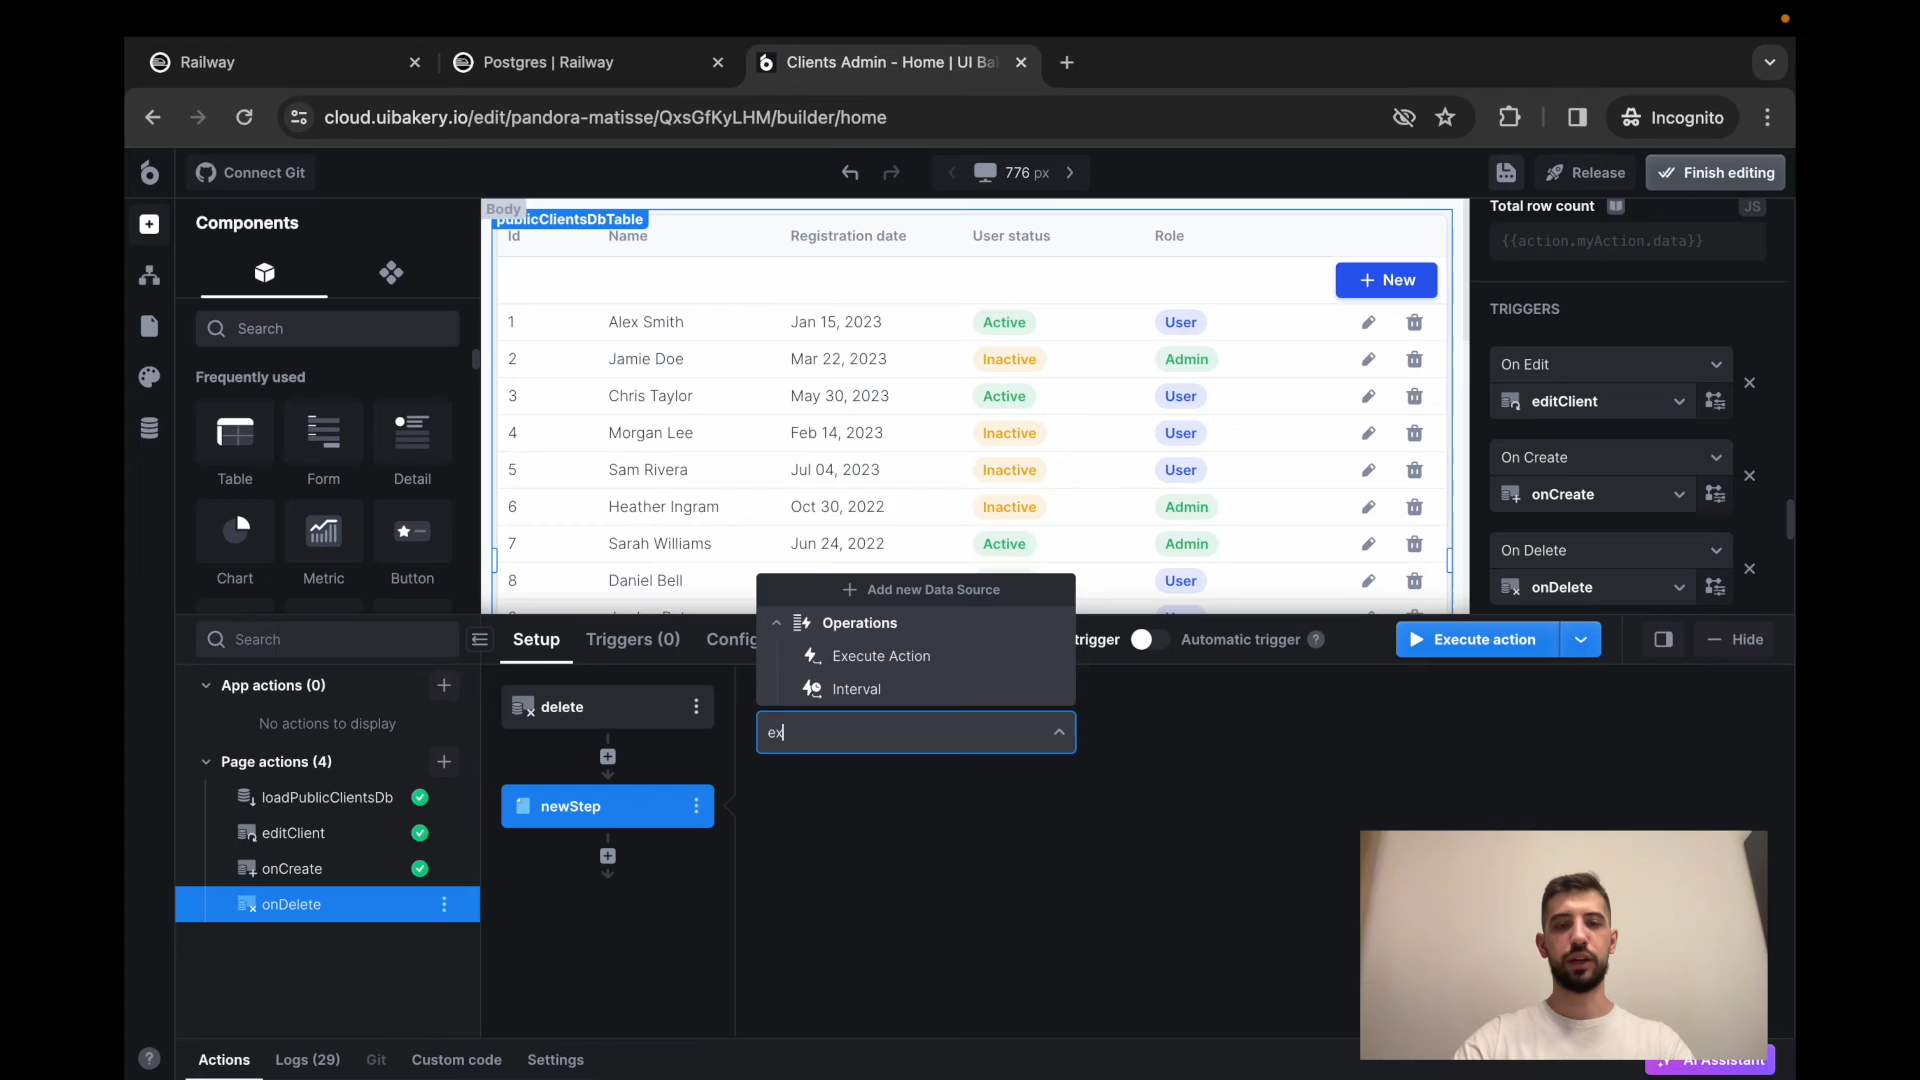 Railway
Postgres | Railway
Clients Admin - Home | UI Ba
cloud.uibakery.io/edit/pandora-matisse/QxsGfKyLHM/builder/home
Incognito
Connect Git
776 px
Release
Finish editing
Components
Search
Frequently used
Table
Form
Detail
Chart
Metric
Button
Body
publicClientsDbTable
Id Name Registration date User status Role
New
1 Alex Smith Jan 15, 2023 Active User
2 Jamie Doe Mar 22, 2023 Inactive Admin
3 Chris Taylor May 30, 2023 Active User
4 Morgan Lee Feb 14, 2023 Inactive User
5 Sam Rivera Jul 04, 2023 Inactive User
6 Heather Ingram Oct 30, 2022 Inactive Admin
7 Sarah Williams Jun 24, 2022 Active Admin
8 Daniel Bell User
Total row count
JS
{{action.myAction.data}}
TRIGGERS
On Edit
editClient
On Create
onCreate
On Delete
onDelete
Search
App actions (0)
No actions to display
Page actions (4)
loadPublicClientsDb
editClient
onCreate
onDelete
Setup
Triggers (0)
Config
trigger
Automatic trigger
?
Execute action
Hide
Add new Data Source
Operations
Execute Action
Interval
ex
delete
newStep
?
Actions
Logs (29)
Git
Custom code
Settings
AI Assistant